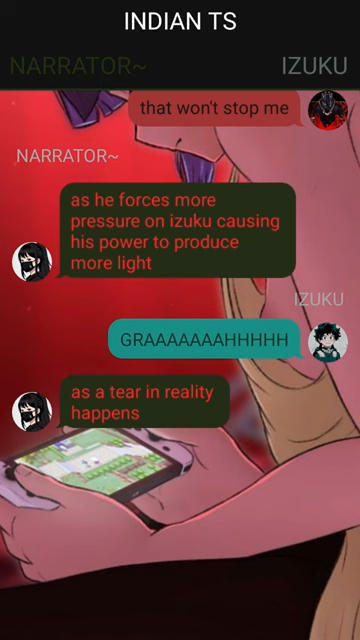 INDIAN TS
NARRATOR~ IZUKU
that won't stop me
NARRATOR~
as he forces more
pressure on izuku causing
his power to produce
more light
IZUKU
GRAAAAAAAHHHHH
as a tear in reality
happens